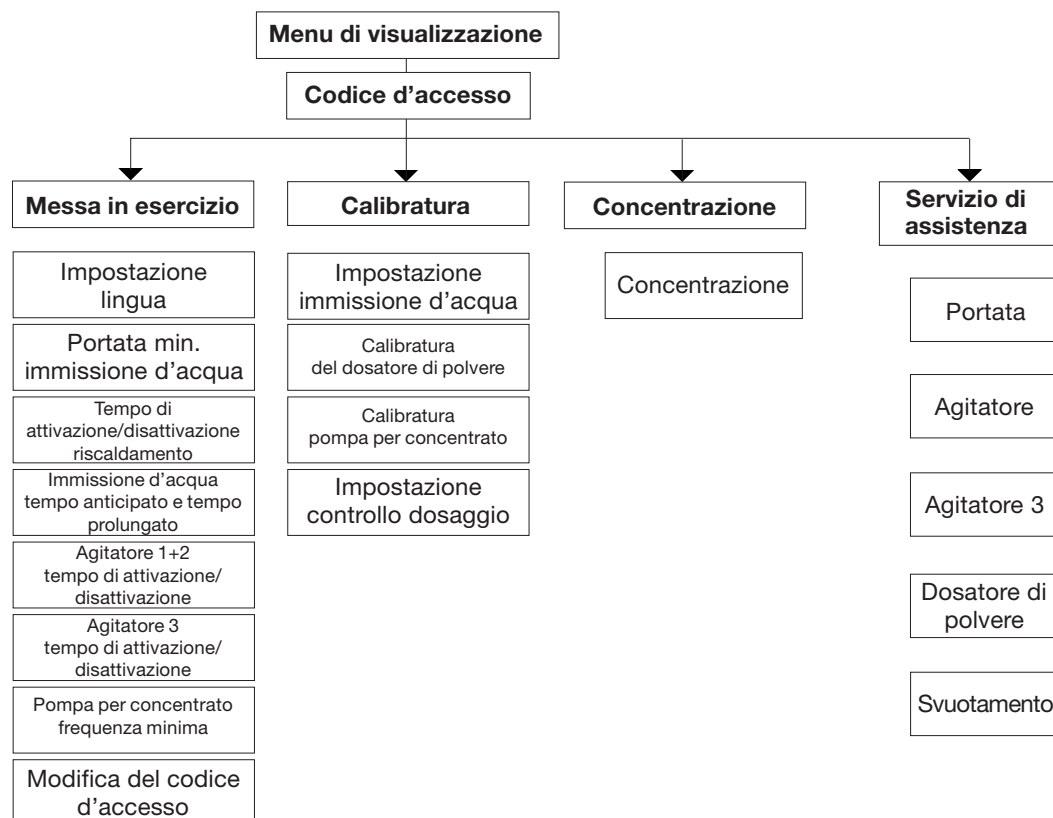 Menu di visualizzazione
Codice d'accesso
Messa in esercizio
Impostazione
lingua
Portata min.
immissione d'acqua
Tempo di
attivazione/disattivazione
riscaldamento
Immissione d'acqua
tempo anticipato e tempo
prolungato
Agitatore 1+2
tempo di attivazione/
disattivazione
Agitatore 3
tempo di attivazione/
disattivazione
Pompa per concentrato
frequenza minima
Modifica del codice
d'accesso
Calibratura
Impostazione
immissione d'acqua
Calibratura
del dosatore di polvere
Calibratura
pompa per concentrato
Impostazione
controllo dosaggio
Concentrazione
Concentrazione
Servizio di
assistenza
Portata
Agitatore
Agitatore 3
Dosatore di
polvere
Svuotamento